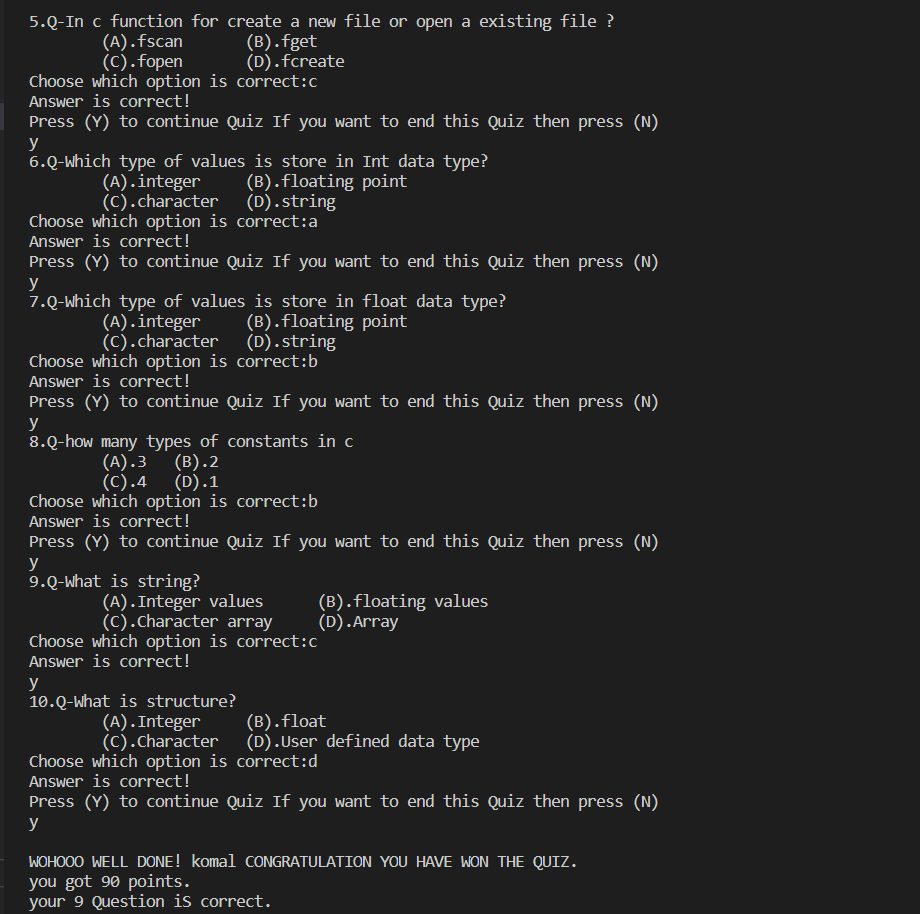 5.Q-In c function for create a new file or open a existing file ?
(A).fscan (B).fget
(C).fopen (D).fcreate
Choose which option is correct:c
Answer is correct!
Press (Y) to continue Quiz If you want to end this Quiz then press (N)
y
6.Q-Which type of values is store in Int data type?
(A).integer (B).floating point
(C).character (D).string
Choose which option is correct:a
Answer is correct!
Press (Y) to continue Quiz If you want to end this Quiz then press (N)
y
7.Q-Which type of values is store in float data type?
(A).integer (B).floating point
(C).character (D).string
Choose which option is correct:b
Answer is correct!
Press (Y) to continue Quiz If you want to end this Quiz then press (N)
y
8.Q-how many types of constants in c
(A).3 (B).2
(C).4 (D).1
Choose which option is correct:b
Answer is correct!
Press (Y) to continue Quiz If you want to end this Quiz then press (N)
y
9.Q-What is string?
(A).Integer values (B).floating values
(C).Character array (D).Array
Choose which option is correct:c
Answer is correct!
y
10.Q-What is structure?
(A).Integer (B).float
(C).Character (D).User defined data type
Choose which option is correct:d
Answer is correct!
Press (Y) to continue Quiz If you want to end this Quiz then press (N)
y
WOHOOO WELL DONE! komal CONGRATULATION YOU HAVE WON THE QUIZ.
you got 90 points.
your 9 Question iS correct.